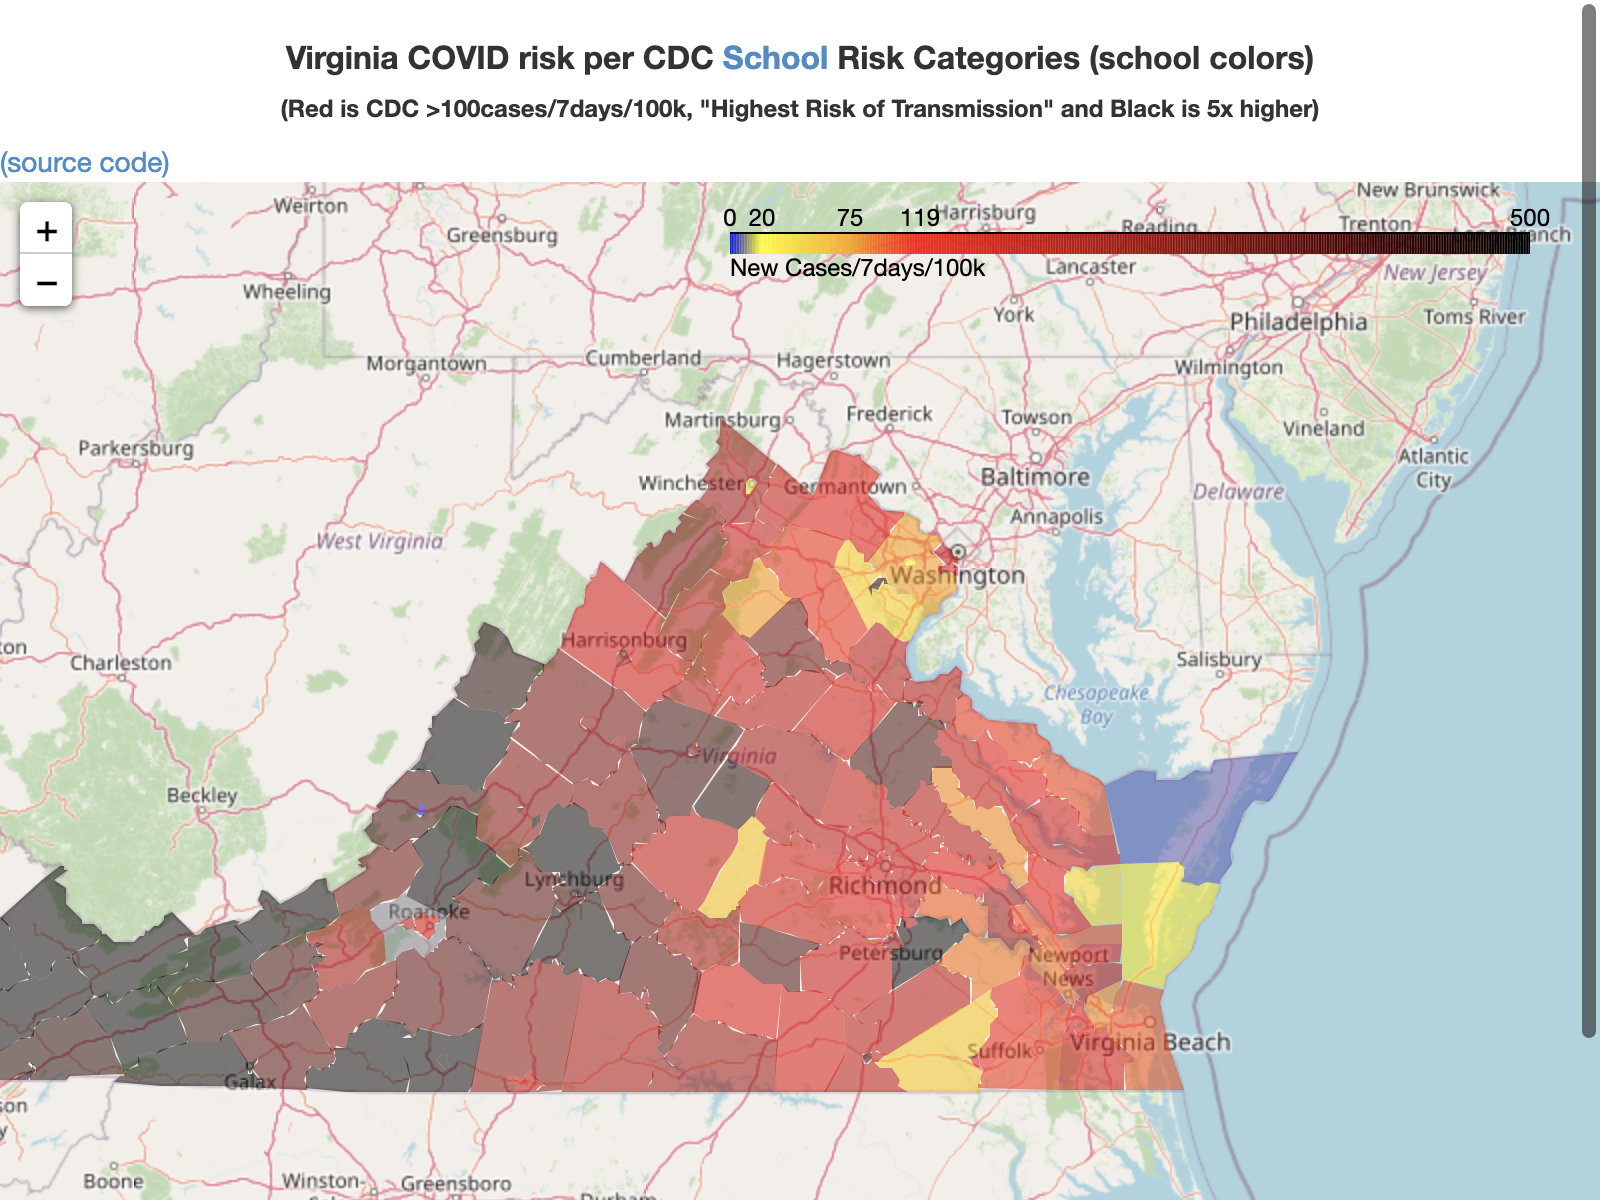 Virginia COVID risk per CDC School Risk Categories (school colors)
(Red is CDC >100cases/7days/100k, "Highest Risk of Transmission" and Black is 5x higher)
(source code)
+
−
0 20 75 119 500
New Cases/7days/100k
New Brunswick
Weirton
Harrisburg
Reading
Trenton
Greensburg
Lancaster
New Jersey
Wheeling
York
Philadelphia
Toms River
Morgantown
Cumberland
Hagerstown
Wilmington
Martinsburg
Frederick
Towson
Vineland
Parkersburg
Atlantic
City
Baltimore
Winchester
Germantown
Delaware
Annapolis
West Virginia
Washington
Harrisonburg
ton
Charleston
Salisbury
Chesapeake
Bay
Virginia
Beckley
Lynchburg
Richmond
Roanoke
Petersburg
Newport
News
Virginia Beach
Suffolk
Galax
son
y
Boone
Winston-
Greensboro
Durham